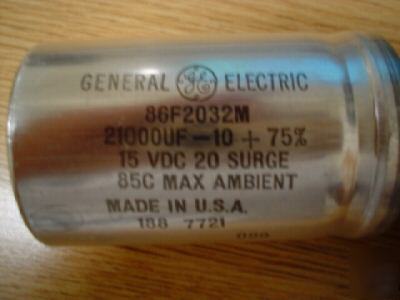 GENERAL GE ELECTRIC
86F2032M
21000UF-10 + 75%
15 VDC 20 SURGE
85C MAX AMBIENT
MADE IN U.S.A.
188 7721